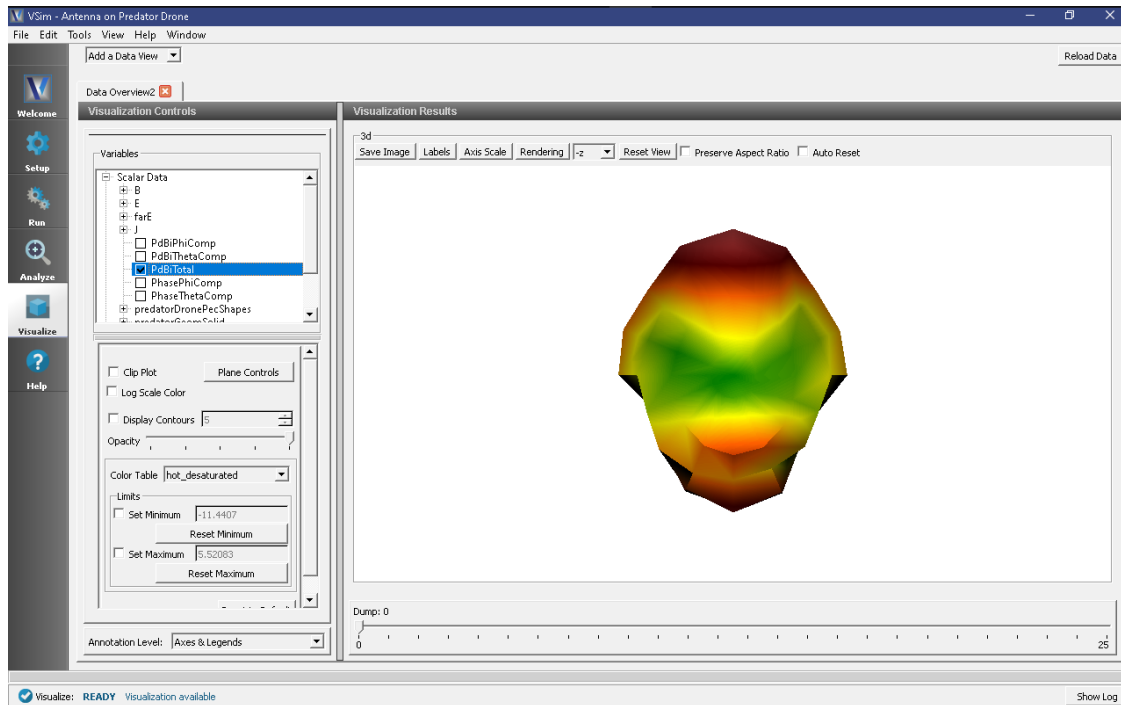 VSim - Antenna on Predator Drone
File Edit Tools View Help Window
Add a Data View
Reload Data
Data Overview2
Welcome
Setup
Run
Analyze
Visualize
Help
Visualization Controls
Variables
Scalar Data
B
E
farE
J
PdBiPhiComp
PdBiThetaComp
PdBiTotal
PhasePhiComp
PhaseThetaComp
predatorDronePecShapes
predatorGeomSolid
Clip Plot
Plane Controls
Log Scale Color
Display Contours 5
Opacity
Color Table hot_desaturated
Limits
Set Minimum -11.4407
Reset Minimum
Set Maximum 5.52083
Reset Maximum
Annotation Level: Axes & Legends
Visualization Results
3d
Save Image Labels Axis Scale Rendering -z Reset View Preserve Aspect Ratio Auto Reset
Dump: 0
0 25
Visualize: READY Visualization available
Show Log